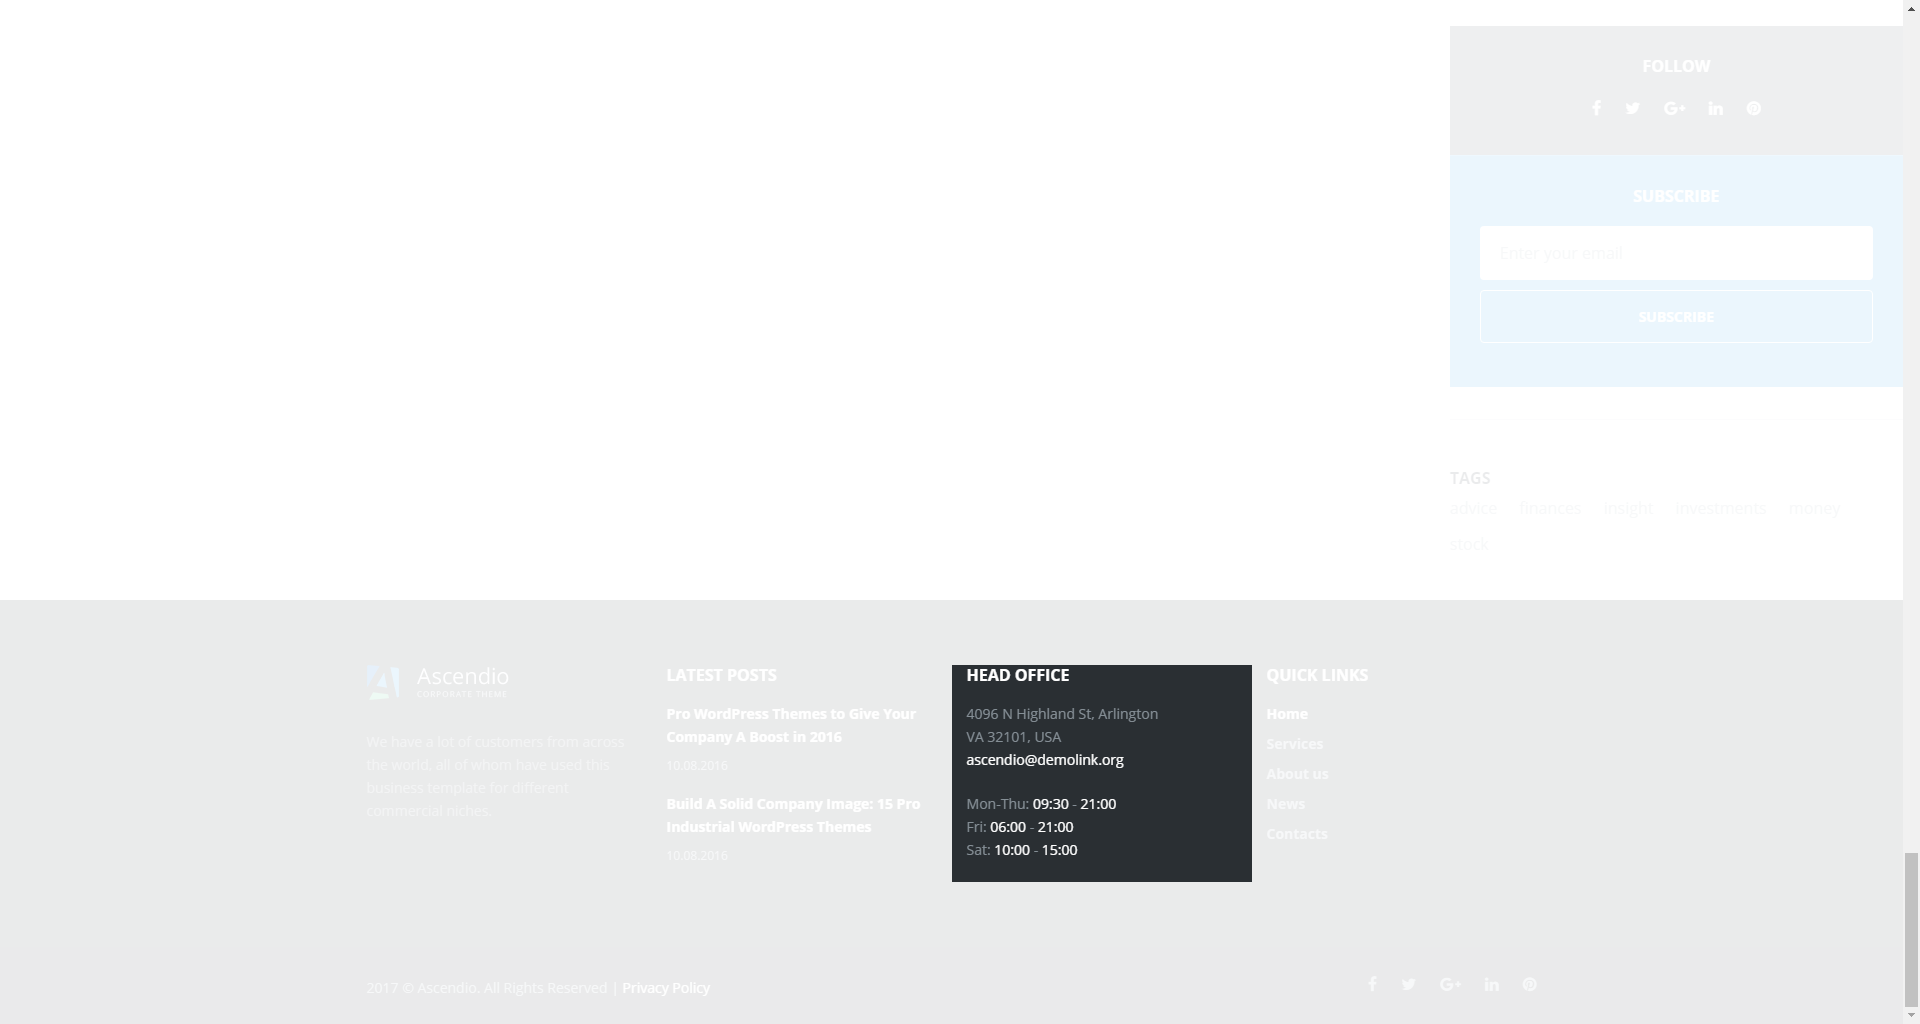 FOLLOW
SUBSCRIBE
Enter your email
SUBSCRIBE
TAGS
advice finances insight investments money
stock
Ascendio
CORPORATE THEME
We have a lot of customers from across
the world, all of whom have used this
business template for different
commercial niches.
LATEST POSTS
Pro WordPress Themes to Give Your
Company A Boost in 2016
10.08.2016
Build A Solid Company Image: 15 Pro
Industrial WordPress Themes
10.08.2016
HEAD OFFICE
4096 N Highland St, Arlington
VA 32101, USA
ascendio@demolink.org
Mon-Thu: 09:30 - 21:00
Fri: 06:00 - 21:00
Sat: 10:00 - 15:00
QUICK LINKS
Home
Services
About us
News
Contacts
2017 © Ascendio. All Rights Reserved | Privacy Policy